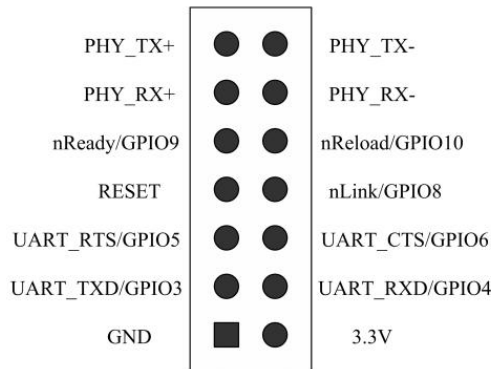 PHY_TX+ PHY_TX-
PHY_RX+ PHY_RX-
nReady/GPIO9 nReload/GPIO10
RESET nLink/GPIO8
UART_RTS/GPIO5 UART_CTS/GPIO6
UART_TXD/GPIO3 UART_RXD/GPIO4
GND 3.3V